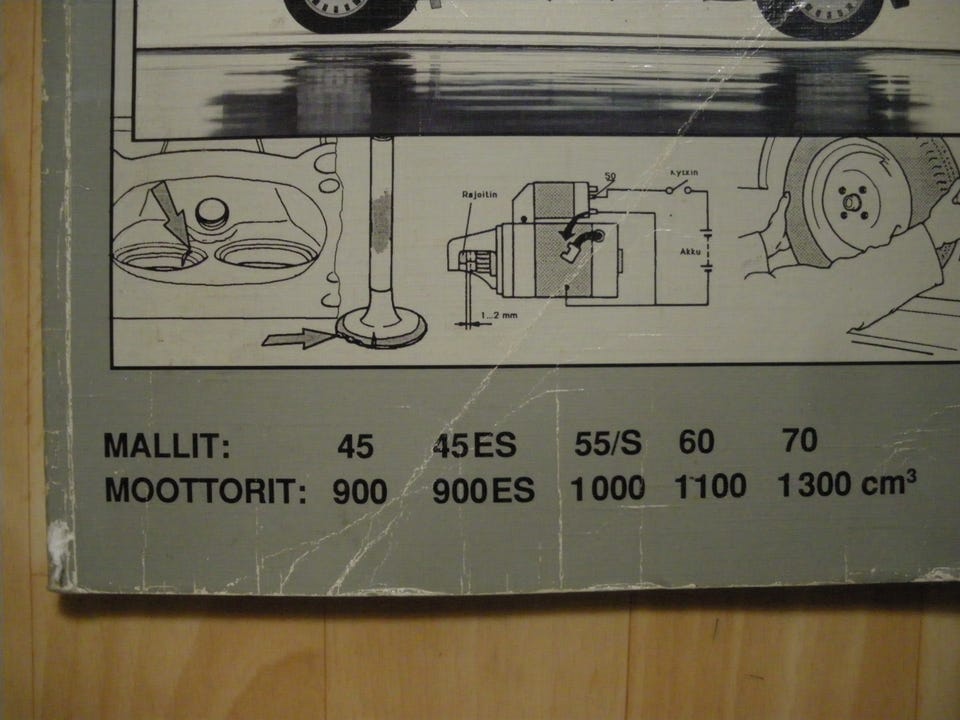 50
Kytkin
Rajoitin
Akku
1...2 mm
MALLIT: 45 45ES 55/S 60 70
MOOTTORIT: 900 900ES 1000 1100 1300 cm³